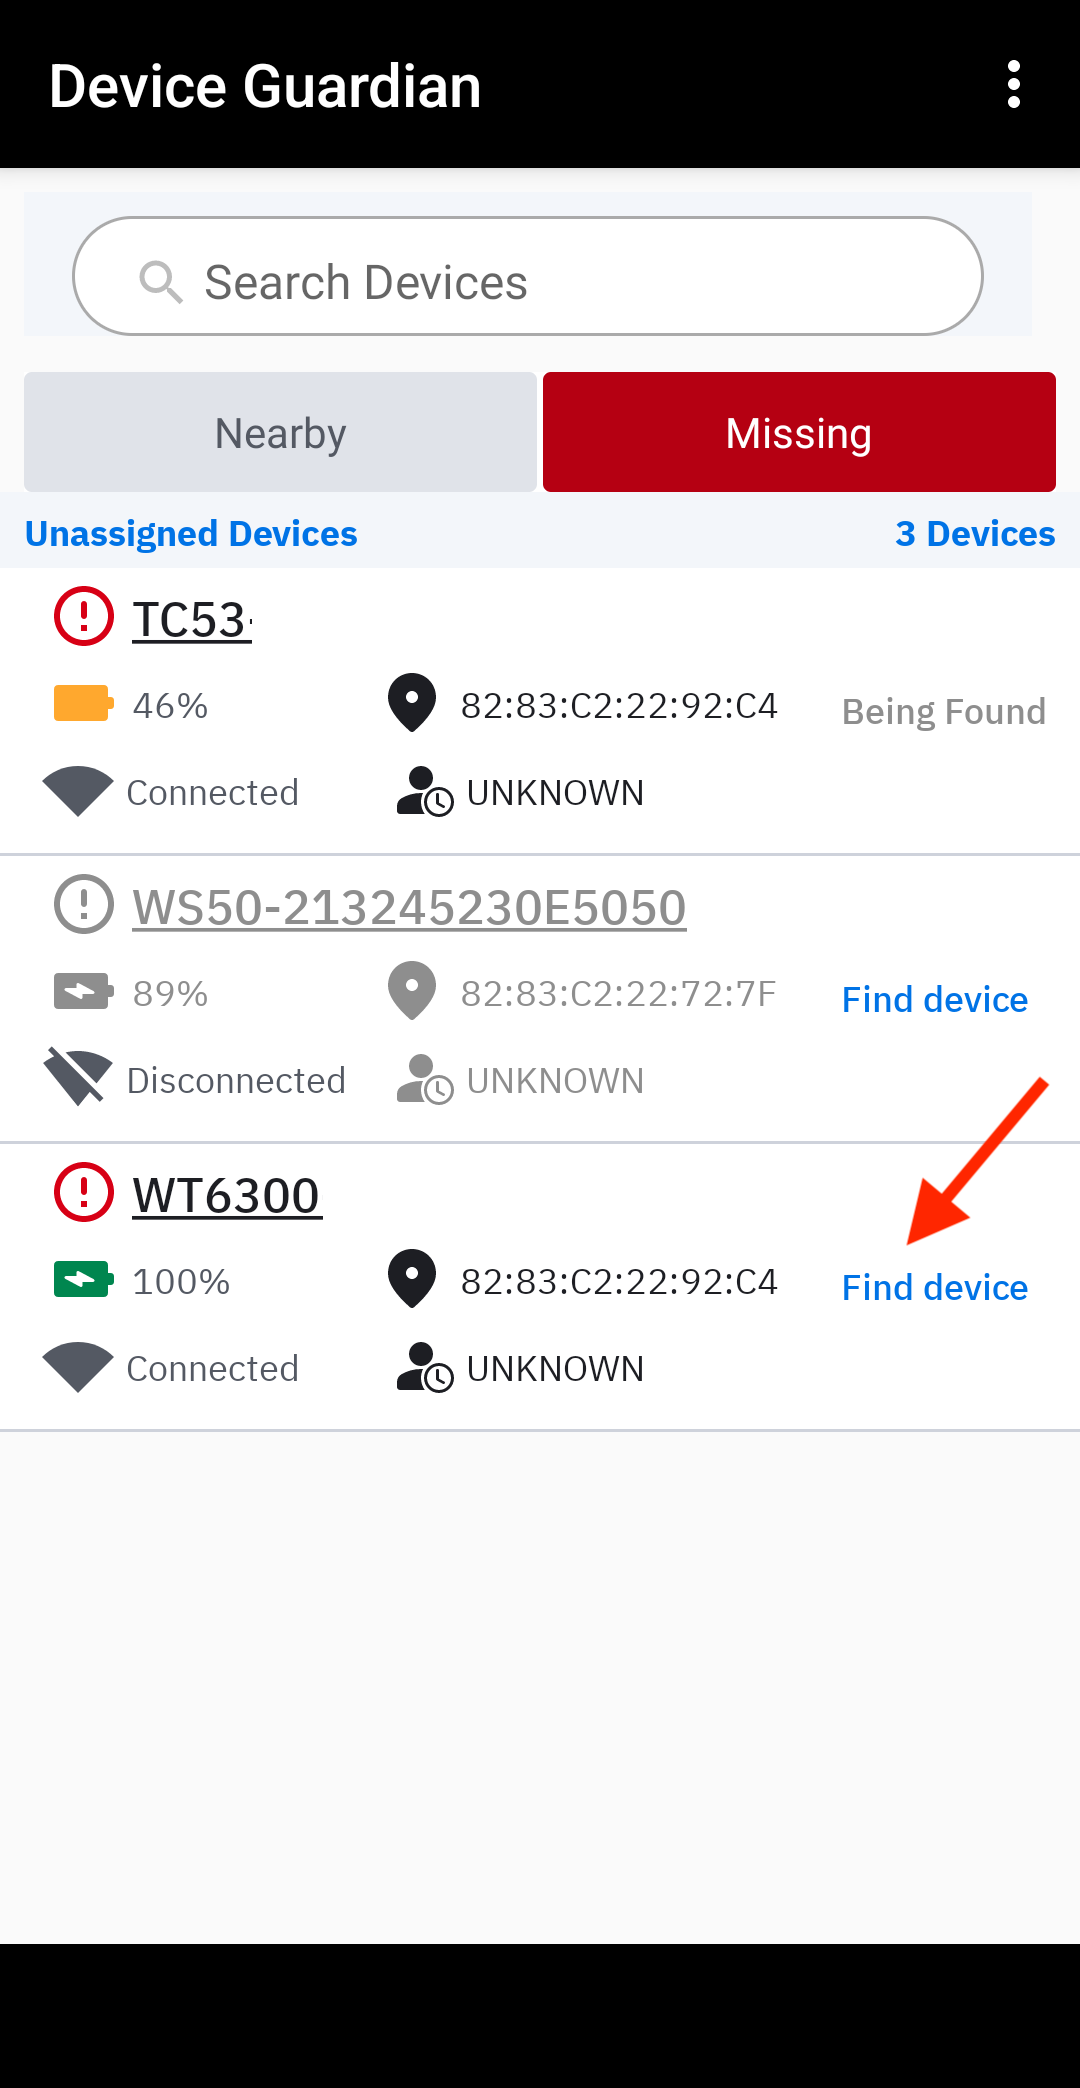 Device Guardian
Search Devices
Nearby Missing
Unassigned Devices 3 Devices
TC53
46% 82:83:C2:22:92:C4 Being Found
Connected UNKNOWN
WS50-213245230E5050
89% 82:83:C2:22:72:7F Find device
Disconnected UNKNOWN
WT6300
100% 82:83:C2:22:92:C4 Find device
Connected UNKNOWN